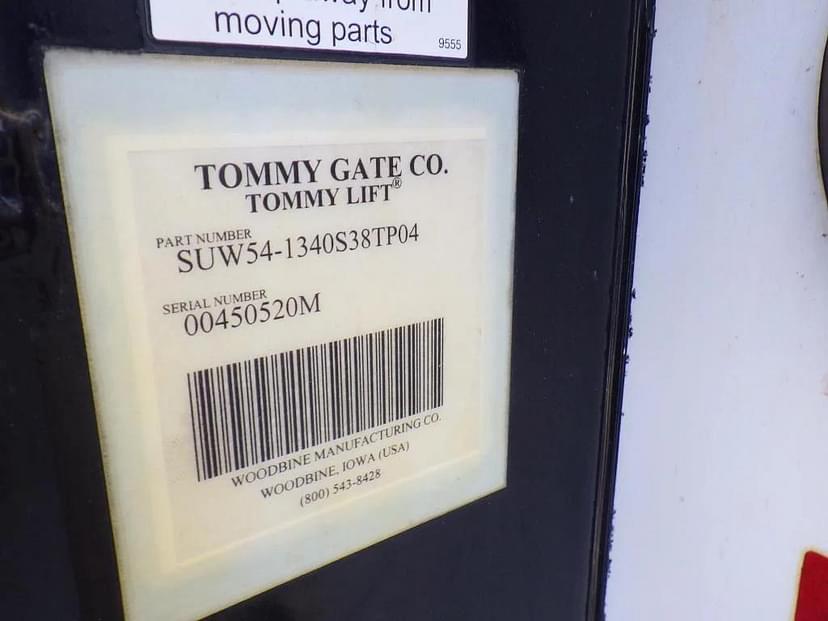 moving parts
9555
TOMMY GATE CO.
TOMMY LIFT®
PART NUMBER
SUW54-1340S38TP04
SERIAL NUMBER
00450520M
WOODBINE MANUFACTURING CO.
WOODBINE, IOWA (USA)
(800) 543-8428